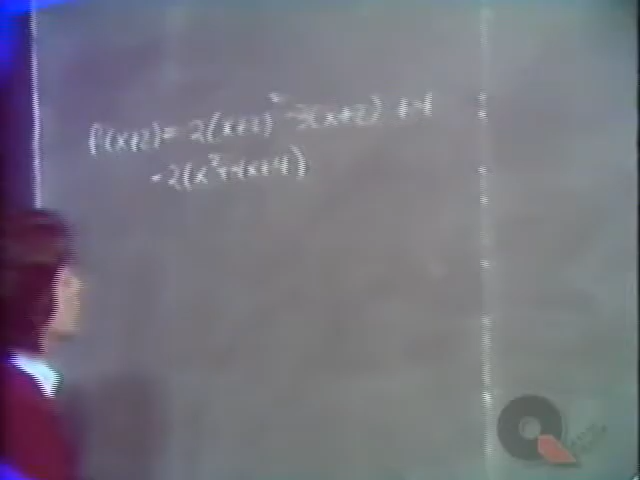 P(x+2) = 2(x+2)² - 3(x+2) + 4
= 2(x²+4x+4)